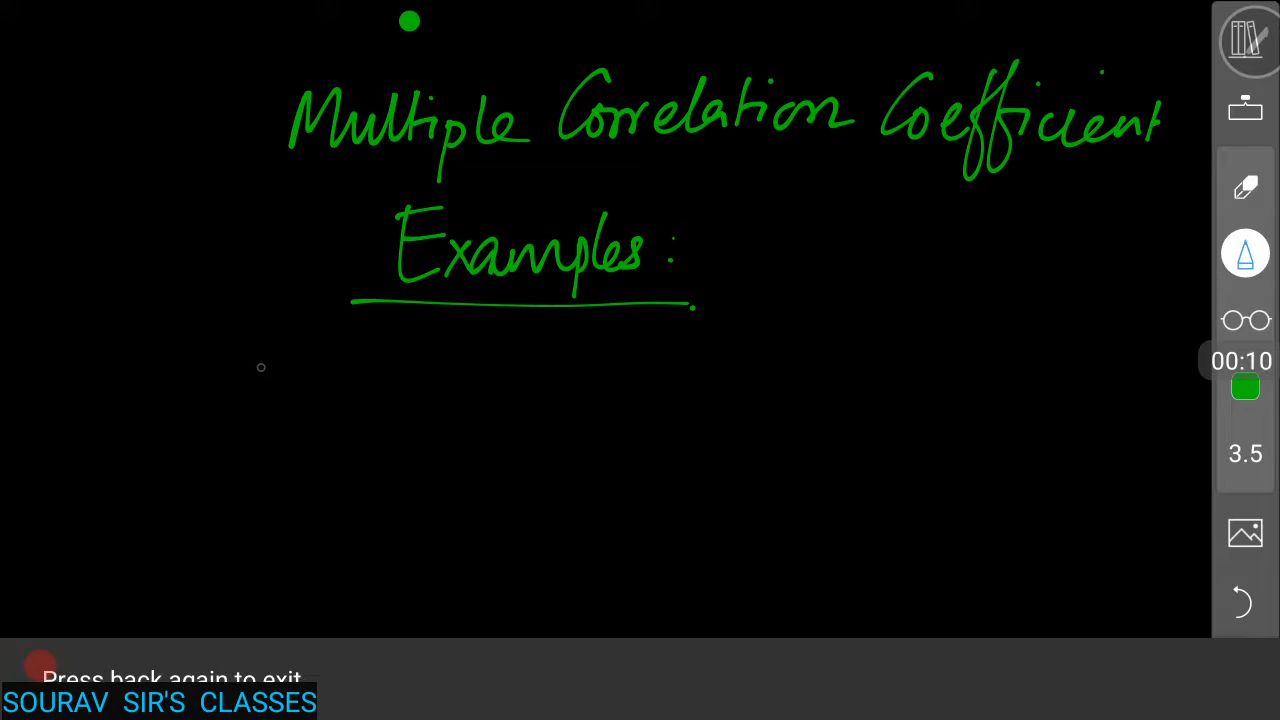 Multiple Correlation Coefficient
Examples :
00:10
3.5
Press back again to exit
SOURAV SIR'S CLASSES